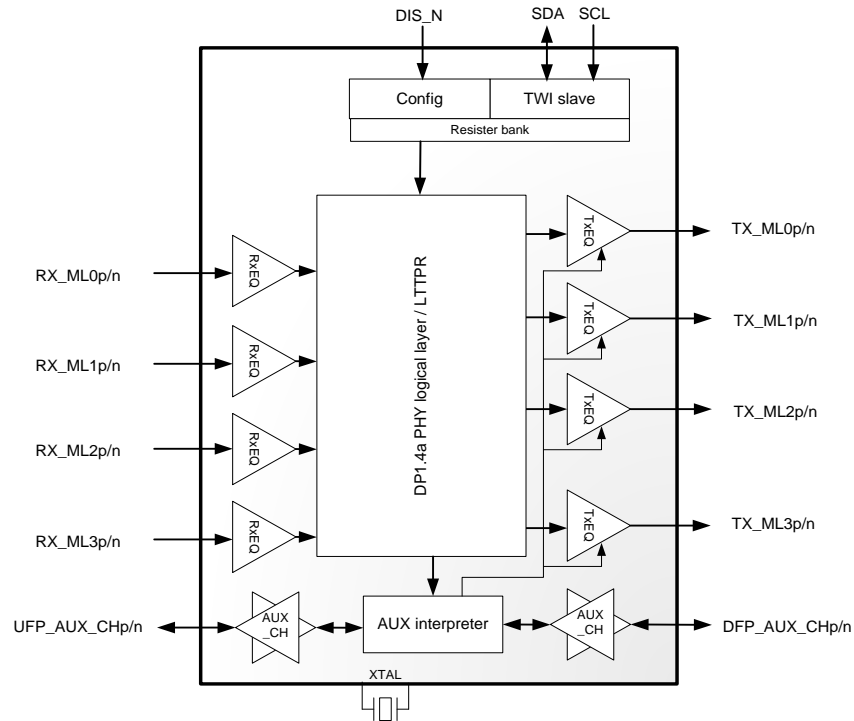 DIS_N
SDA
SCL
Config
TWI slave
Resister bank
DP1.4a PHY logical layer / LTTPR
RxEQ
RxEQ
RxEQ
RxEQ
TxEQ
TxEQ
TxEQ
TxEQ
RX_ML0p/n
RX_ML1p/n
RX_ML2p/n
RX_ML3p/n
TX_ML0p/n
TX_ML1p/n
TX_ML2p/n
TX_ML3p/n
UFP_AUX_CHp/n
AUX
_CH
AUX interpreter
AUX
_CH
DFP_AUX_CHp/n
XTAL